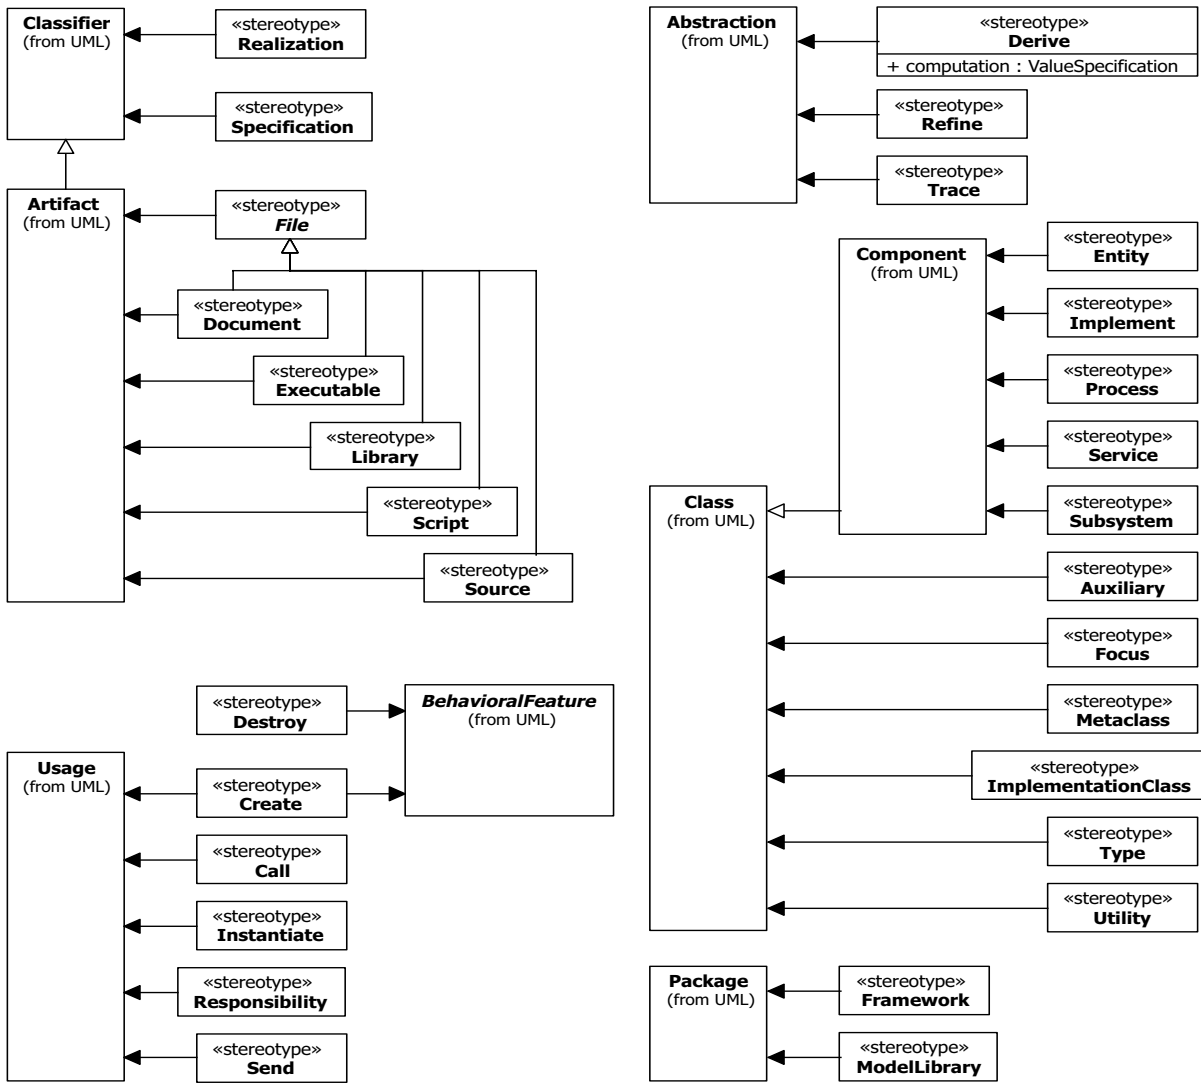 Classifier
(from UML)
«stereotype»
Realization
«stereotype»
Specification
Artifact
(from UML)
«stereotype»
File
«stereotype»
Document
«stereotype»
Executable
«stereotype»
Library
«stereotype»
Script
«stereotype»
Source
«stereotype»
Destroy
BehavioralFeature
(from UML)
Usage
(from UML)
«stereotype»
Create
«stereotype»
Call
«stereotype»
Instantiate
«stereotype»
Responsibility
«stereotype»
Send
Abstraction
(from UML)
«stereotype»
Derive
+ computation : ValueSpecification
«stereotype»
Refine
«stereotype»
Trace
Component
(from UML)
«stereotype»
Entity
«stereotype»
Implement
«stereotype»
Process
«stereotype»
Service
«stereotype»
Subsystem
Class
(from UML)
«stereotype»
Auxiliary
«stereotype»
Focus
«stereotype»
Metaclass
«stereotype»
ImplementationClass
«stereotype»
Type
«stereotype»
Utility
Package
(from UML)
«stereotype»
Framework
«stereotype»
ModelLibrary